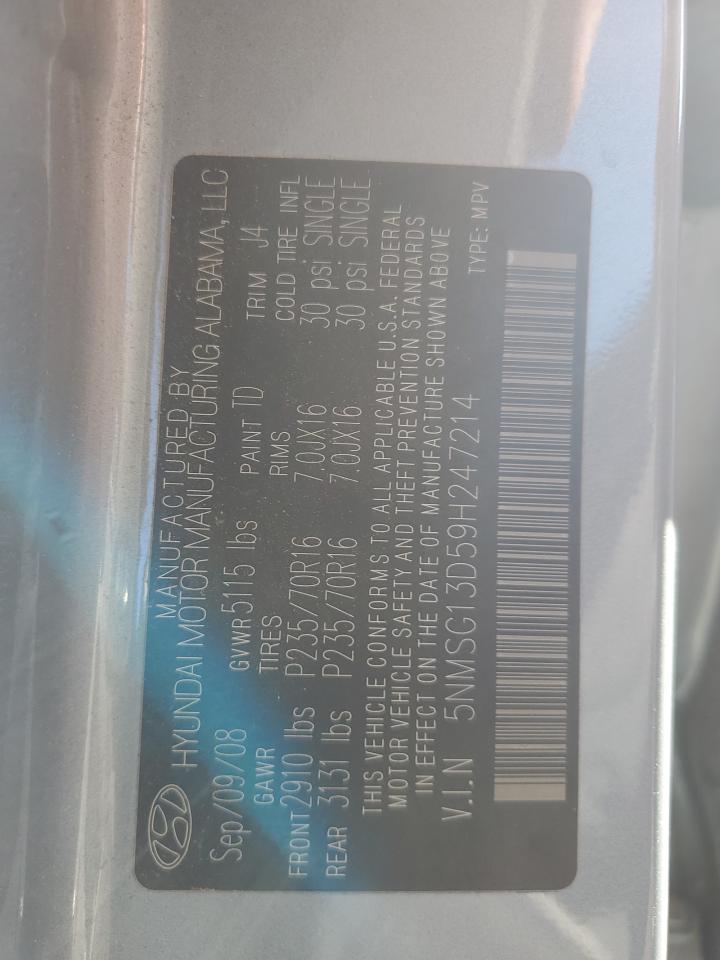 MANUFACTURED BY
HYUNDAI MOTOR MANUFACTURING ALABAMA, LLC
Sep/09/08 GVWR 5115 lbs PAINT TD TRIM J4
GAWR TIRES RIMS COLD TIRE INFL
FRONT 2910 lbs P235/70R16 7.0JX16 30 psi SINGLE
REAR 3131 lbs P235/70R16 7.0JX16 30 psi SINGLE
THIS VEHICLE CONFORMS TO ALL APPLICABLE U.S.A. FEDERAL
MOTOR VEHICLE SAFETY AND THEFT PREVENTION STANDARDS
IN EFFECT ON THE DATE OF MANUFACTURE SHOWN ABOVE
V.I.N 5NMSG13D59H247214 TYPE: MPV